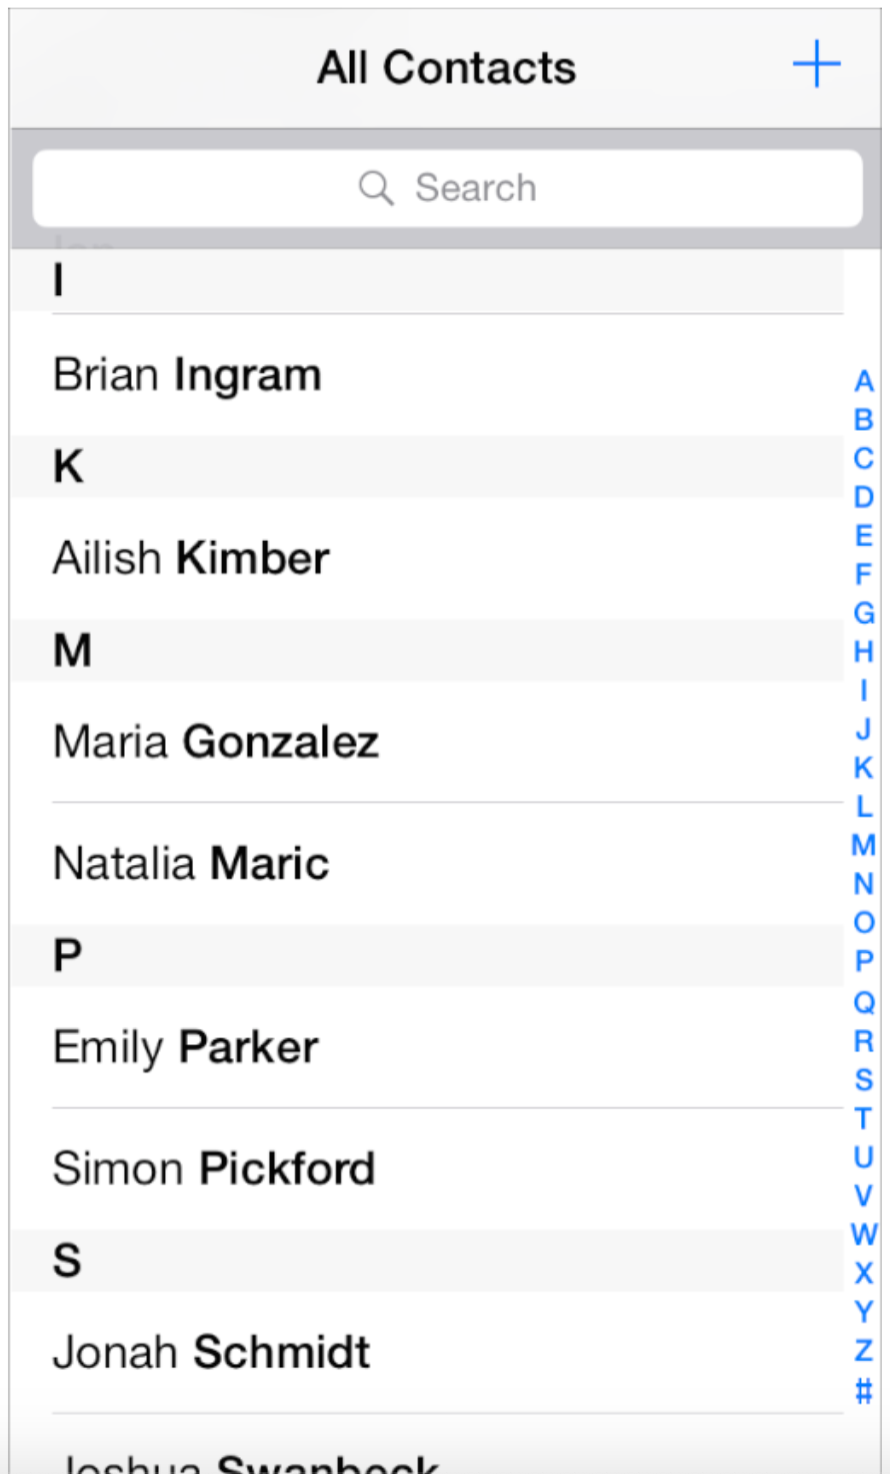 All Contacts
Search
I
Brian Ingram
K
Ailish Kimber
M
Maria Gonzalez
Natalia Maric
P
Emily Parker
Simon Pickford
S
Jonah Schmidt
Joshua Swanbeck
A
B
C
D
E
F
G
H
I
J
K
L
M
N
O
P
Q
R
S
T
U
V
W
X
Y
Z
#